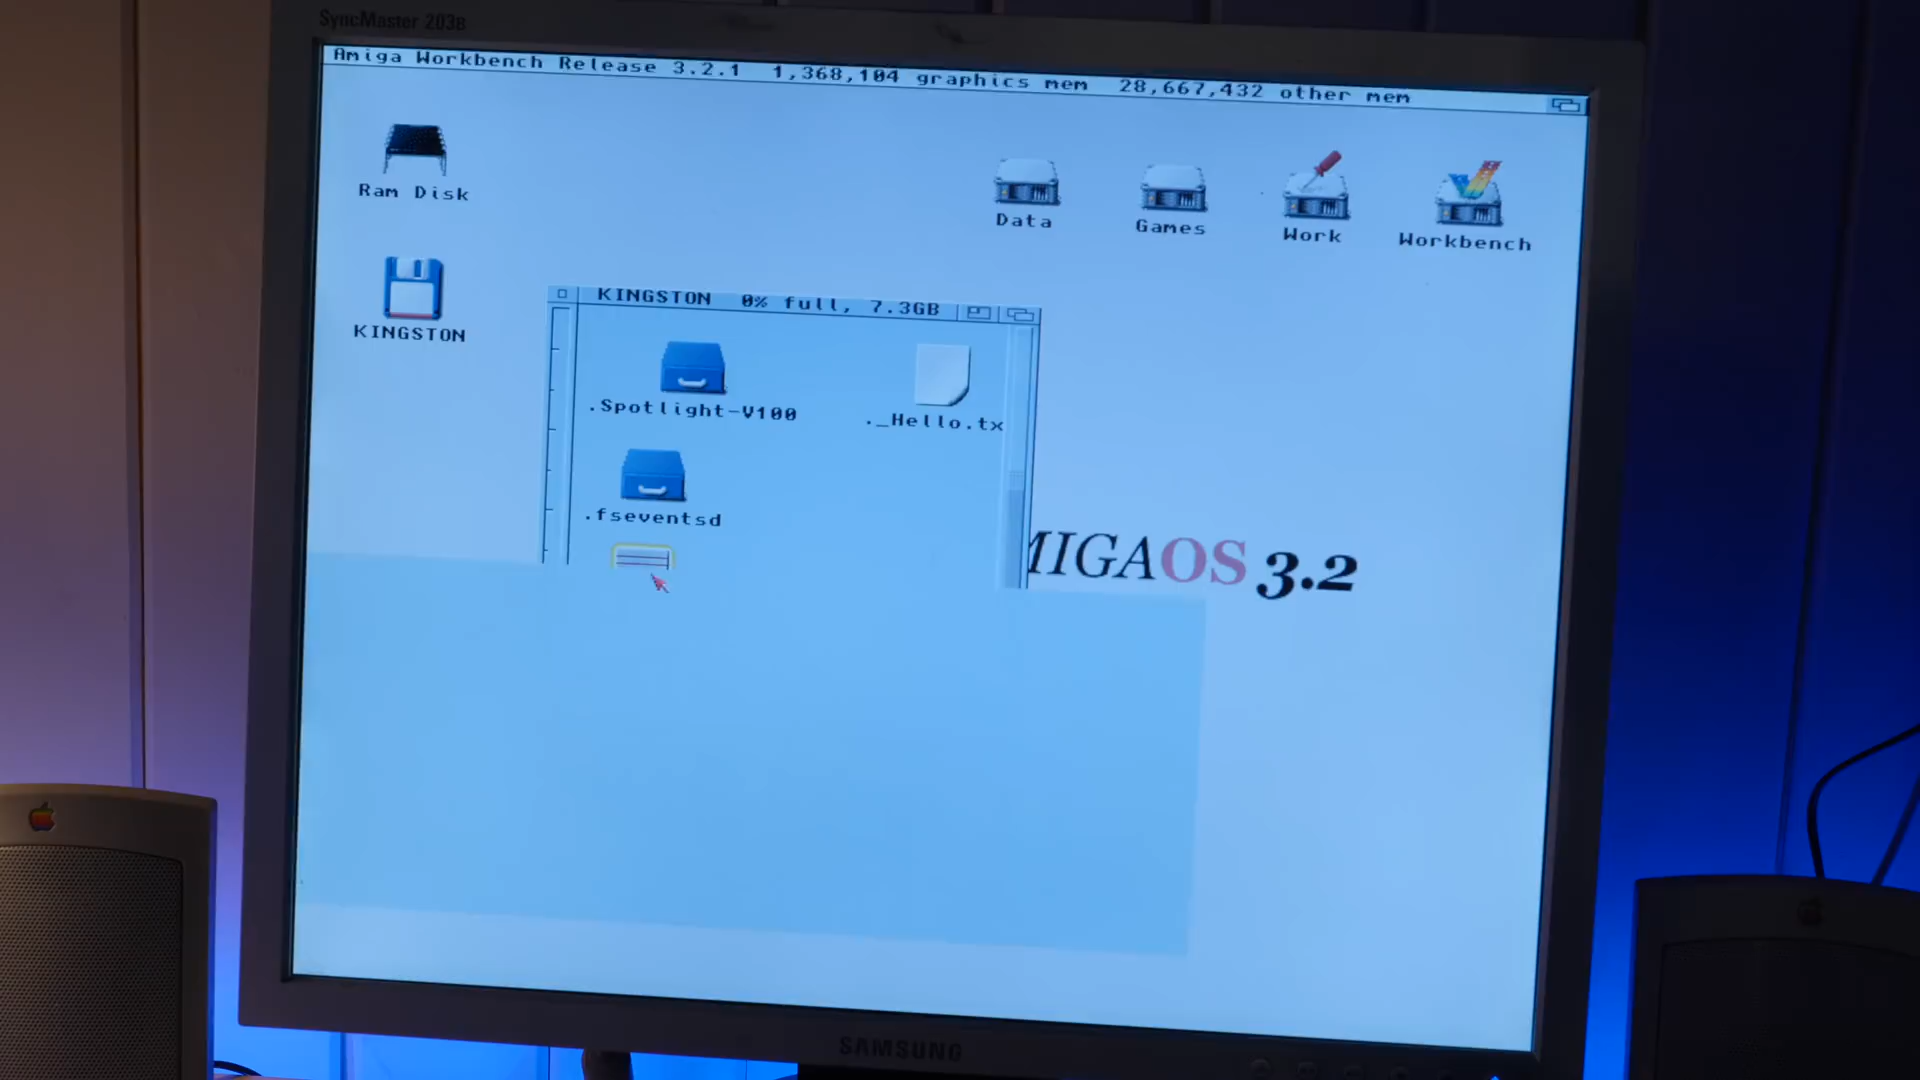 SyncMaster 203B
Amiga Workbench Release 3.2.1 1,368,104 graphics mem 28,667,432 other mem
Ram Disk
Data
Games
Work
Workbench
KINGSTON
KINGSTON 0% full, 7.3GB
.Spotlight-V100
._Hello.tx
.fseventsd
MIGAOS 3.2
SAMSUNG